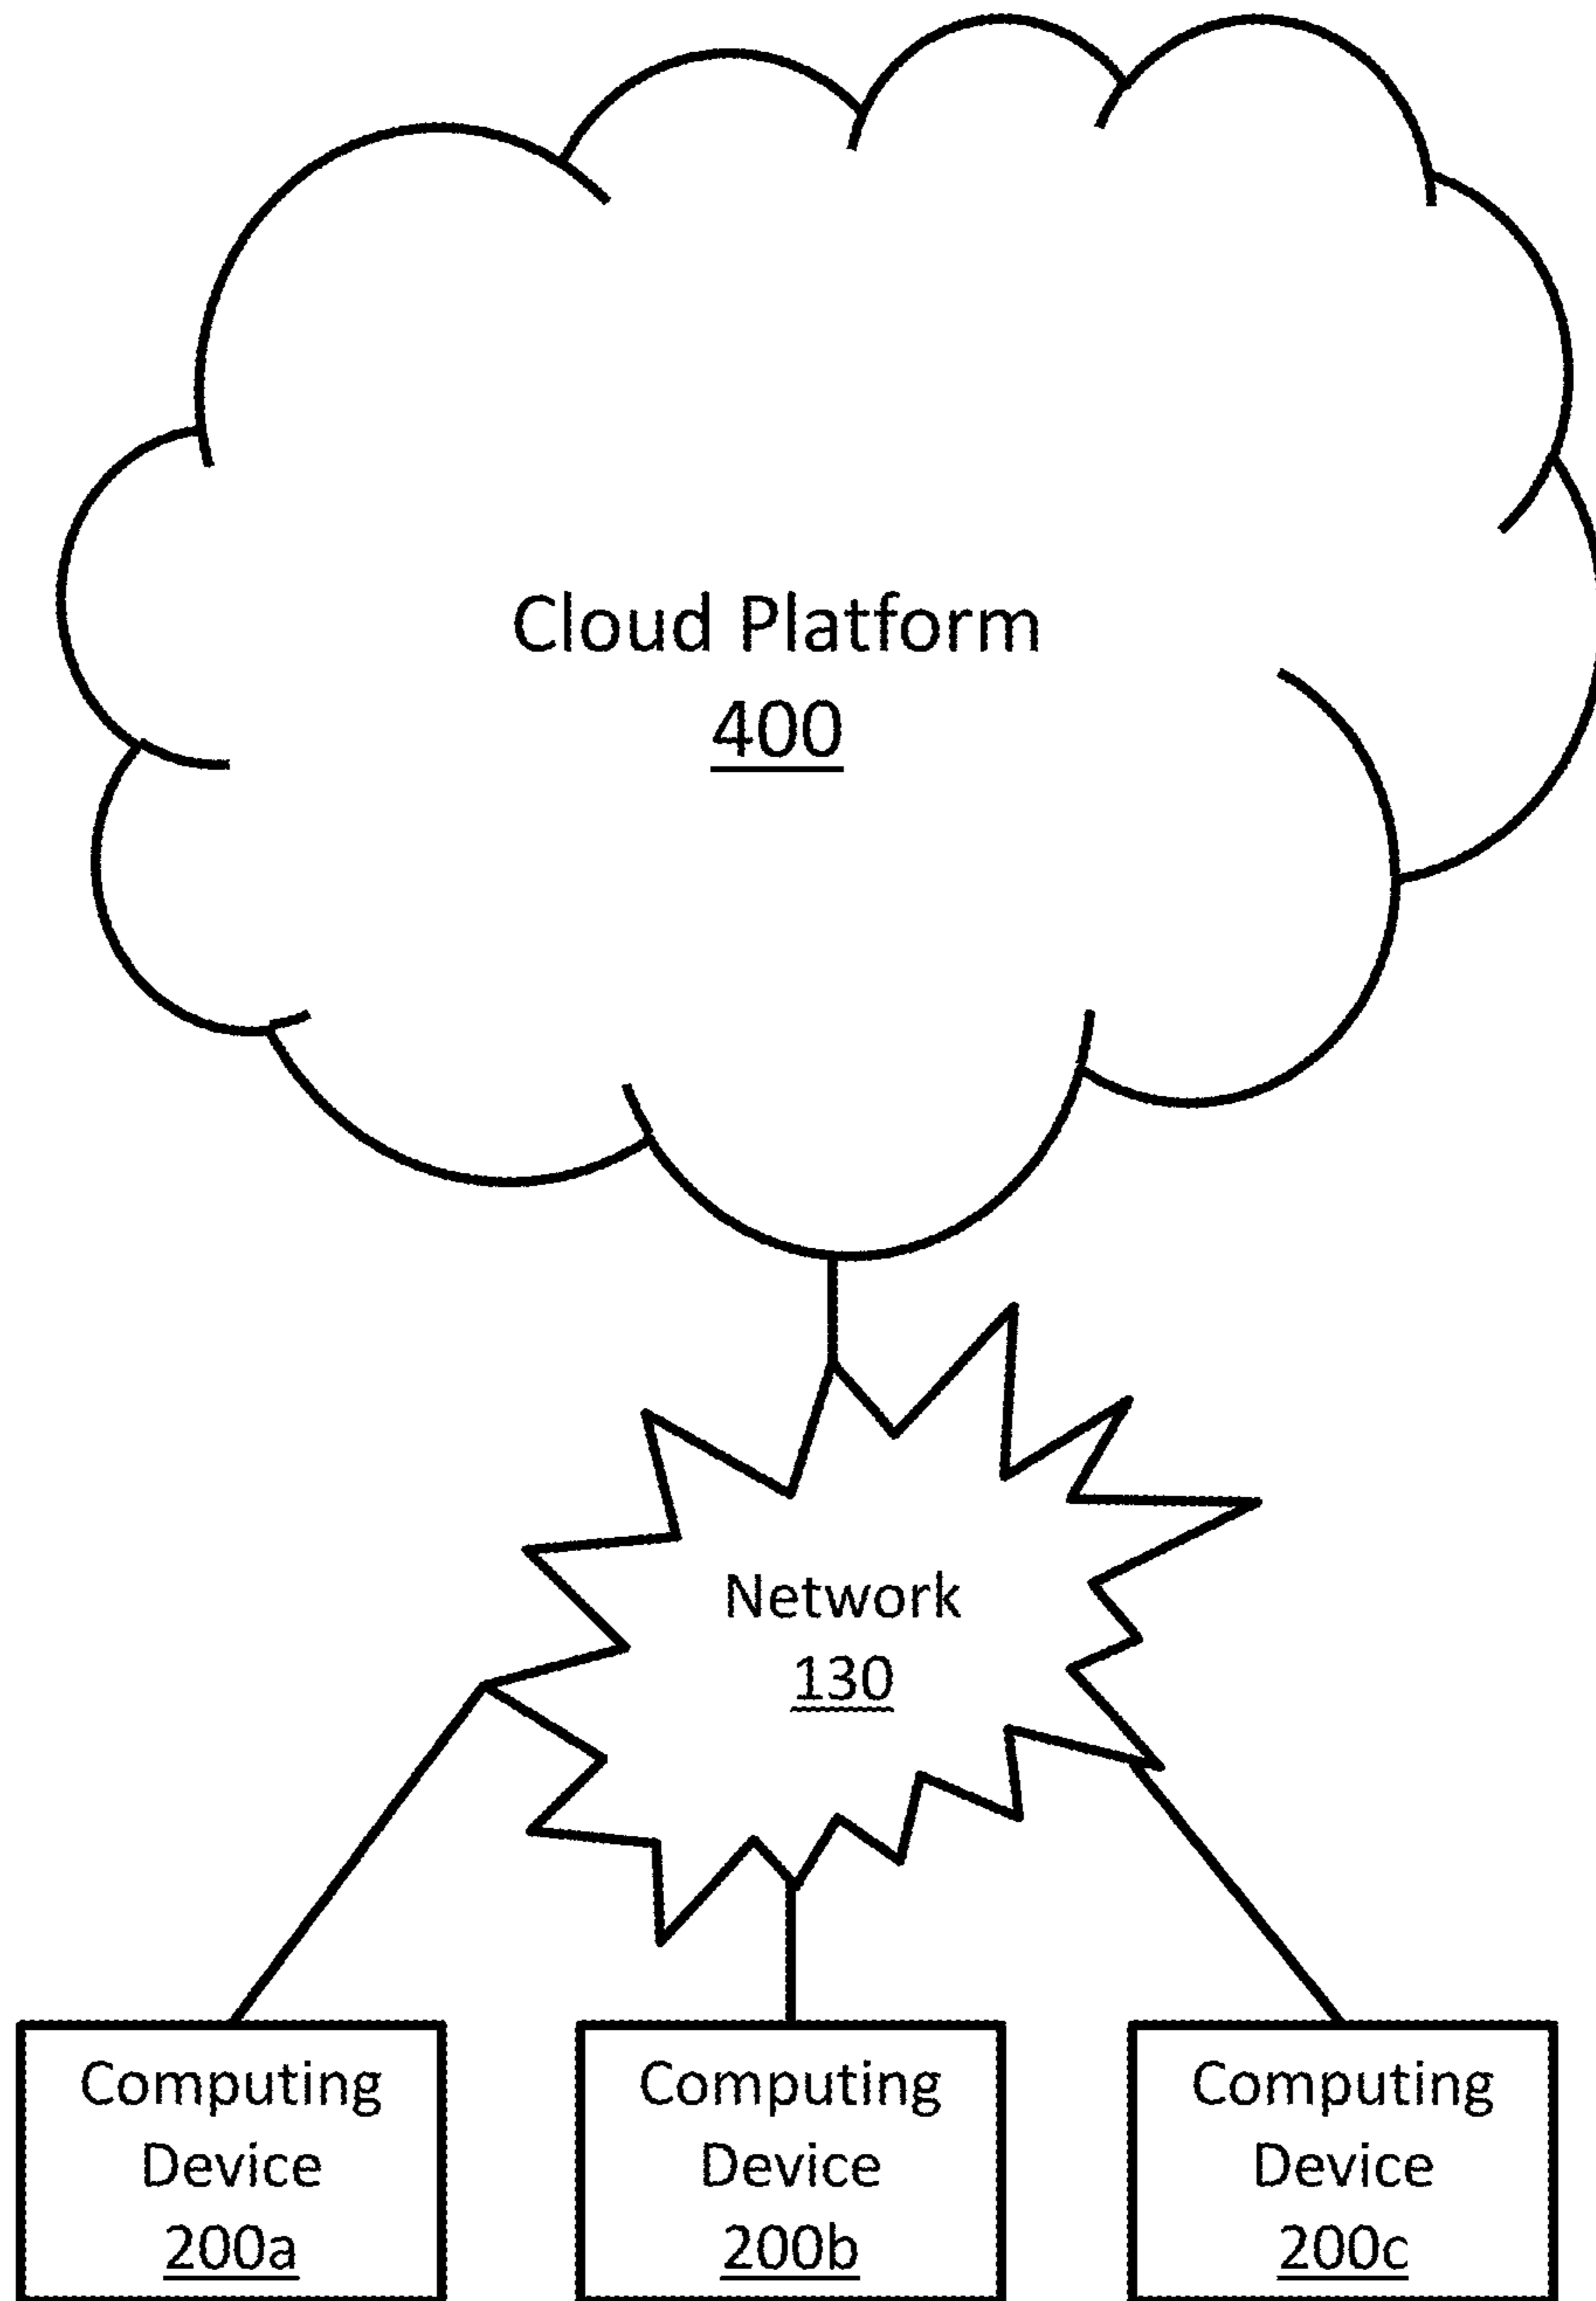 Cloud Platform
400
Network
130
Computing
Device
200a
Computing
Device
200b
Computing
Device
200c